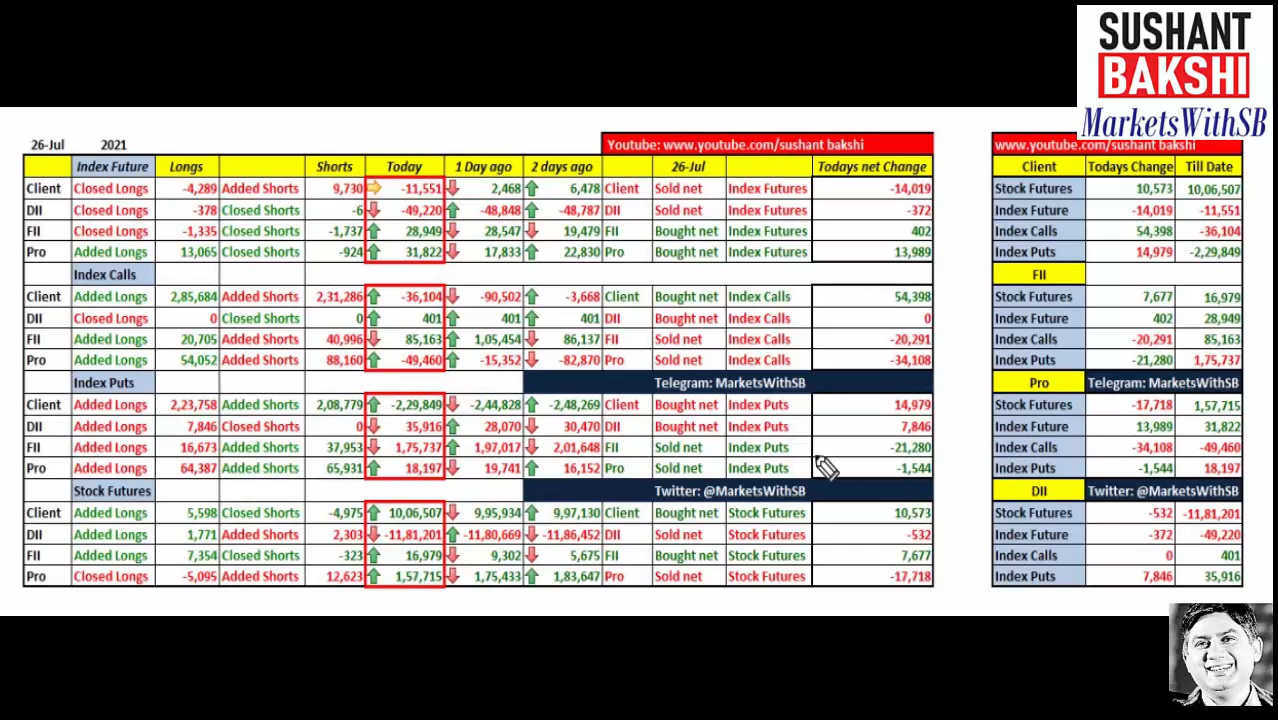 SUSHANT
BAKSHI
MarketsWithSB
26-Jul 2021 Youtube: www.youtube.com/sushant bakshi www.youtube.com/sushant bakshi
Index Future Longs Shorts Today 1 Day ago 2 days ago 26-Jul Todays net Change Client Todays Change Till Date
Client Closed Longs -4,289 Added Shorts 9,730 -11,551 2,468 6,478 Client Sold net Index Futures -14,019 Stock Futures 10,573 10,06,507
DII Closed Longs -378 Closed Shorts -6 -49,220 -48,848 -48,787 DII Sold net Index Futures -372 Index Future -14,019 -11,551
FII Closed Longs -1,335 Closed Shorts -1,737 28,949 28,547 19,479 FII Bought net Index Futures 402 Index Calls 54,398 -36,104
Pro Added Longs 13,065 Closed Shorts -924 31,822 17,833 22,830 Pro Bought net Index Futures 13,989 Index Puts 14,979 -2,29,849
Index Calls FII
Client Added Longs 2,85,684 Added Shorts 2,31,286 -36,104 -90,502 -3,668 Client Bought net Index Calls 54,398 Stock Futures 7,677 16,979
DII Closed Longs 0 Closed Shorts 0 401 401 401 DII Bought net Index Calls 0 Index Future 402 28,949
FII Added Longs 20,705 Added Shorts 40,996 85,163 1,05,454 86,137 FII Sold net Index Calls -20,291 Index Calls -20,291 85,163
Pro Added Longs 54,052 Added Shorts 88,160 -49,460 -15,352 -82,870 Pro Sold net Index Calls -34,108 Index Puts -21,280 1,75,737
Index Puts Telegram: MarketsWithSB Pro Telegram: MarketsWithSB
Client Added Longs 2,23,758 Added Shorts 2,08,779 -2,29,849 -2,44,828 -2,48,269 Client Bought net Index Puts 14,979 Stock Futures -17,718 1,57,715
DII Added Longs 7,846 Closed Shorts 0 35,916 28,070 30,470 DII Bought net Index Puts 7,846 Index Future 13,989 31,822
FII Added Longs 16,673 Added Shorts 37,953 1,75,737 1,97,017 2,01,648 FII Sold net Index Puts -21,280 Index Calls -34,108 -49,460
Pro Added Longs 64,387 Added Shorts 65,931 18,197 19,741 16,152 Pro Sold net Index Puts -1,544 Index Puts -1,544 18,197
Stock Futures Twitter: @MarketsWithSB DII Twitter: @MarketsWithSB
Client Added Longs 5,598 Closed Shorts -4,975 10,06,507 9,95,934 9,97,130 Client Bought net Stock Futures 10,573 Stock Futures -532 -11,81,201
DII Added Longs 1,771 Added Shorts 2,303 -11,81,201 -11,80,669 -11,86,452 DII Sold net Stock Futures -532 Index Future -372 -49,220
FII Added Longs 7,354 Closed Shorts -323 16,979 9,302 5,675 FII Bought net Stock Futures 7,677 Index Calls 0 401
Pro Closed Longs -5,095 Added Shorts 12,623 1,57,715 1,75,433 1,83,647 Pro Sold net Stock Futures -17,718 Index Puts 7,846 35,916